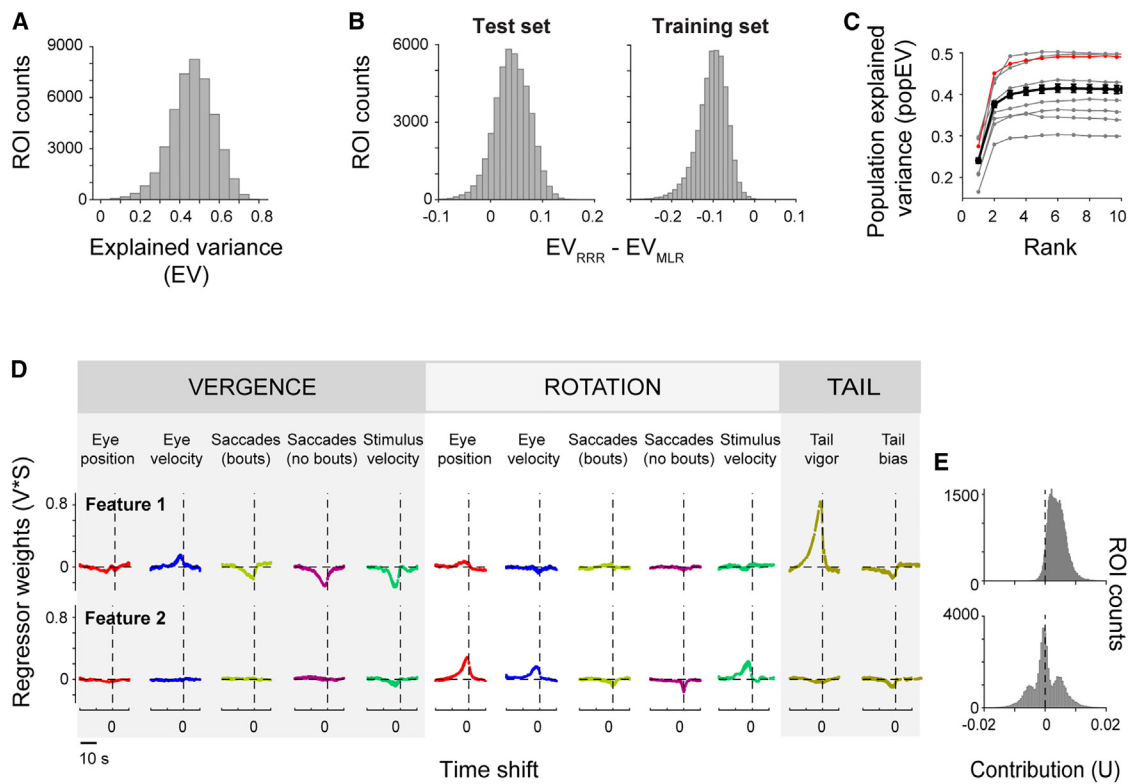 A
9000
6000
3000
0
ROI counts
0 0.2 0.4 0.6 0.8
Explained variance
(EV)
B
Test set
Training set
6000
3000
0
ROI counts
-0.1 0 0.1 0.2
-0.1 0 0.1
EVRRR - EVMLR
C
0.5
0.4
0.3
0.2
Population explained
variance (popEV)
0 2 4 6 8 10
Rank
D
VERGENCE
ROTATION
TAIL
Eye position
Eye velocity
Saccades (bouts)
Saccades (no bouts)
Stimulus velocity
Eye position
Eye velocity
Saccades (bouts)
Saccades (no bouts)
Stimulus velocity
Tail vigor
Tail bias
Regressor weights (V*S)
0.8
Feature 1
0
0.8
Feature 2
0
0 0 0 0 0 0 0 0 0 0 0 0
10 s
Time shift
E
1500
0
4000
0
ROI counts
-0.02 0 0.02
Contribution (U)